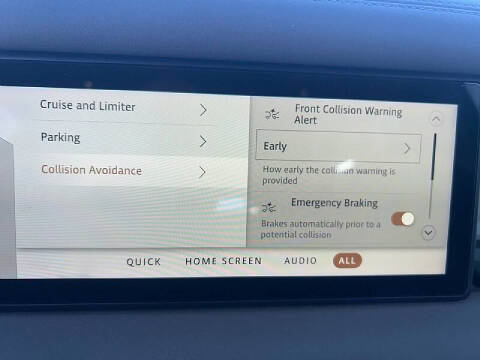 Cruise and Limiter
Parking
Collision Avoidance
Front Collision Warning
Alert
Early
How early the collision warning is
provided
Emergency Braking
Brakes automatically prior to a
potential collision
QUICK HOME SCREEN AUDIO ALL